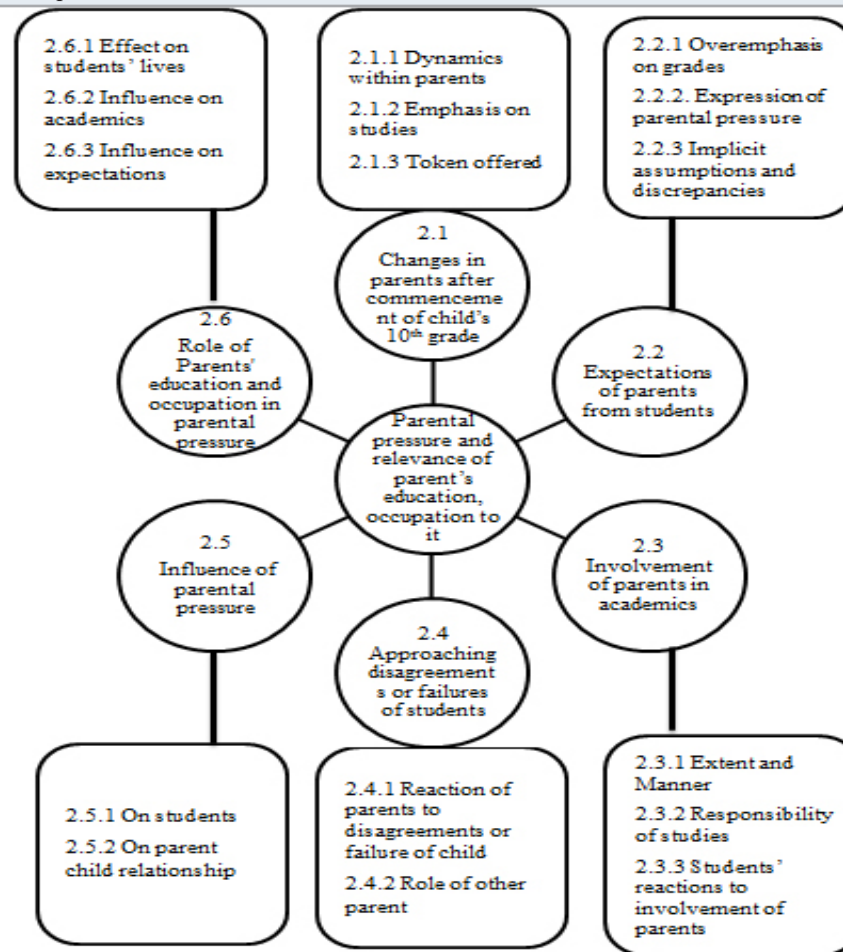 2.6.1 Effect on
students' lives
2.6.2 Influence on
academics
2.6.3 Influence on
expectations
2.1.1 Dynamics
within parents
2.1.2 Emphasis on
studies
2.1.3 Token offered
2.2.1 Overemphasis
on grades
2.2.2. Expression of
parental pressure
2.2.3 Implicit
assumptions and
discrepancies
2.1
Changes in
parents after
commenceme
nt of child's
10th grade
2.6
Role of
Parents'
education and
occupation in
parental
pressure
2.2
Expectations
of parents
from students
Parental
pressure and
relevance of
parent's
education,
occupation to
it
2.5
Influence of
parental
pressure
2.3
Involvement
of parents in
academics
2.4
Approaching
disagreement
s or failures
of students
2.5.1 On students
2.5.2 On parent
child relationship
2.4.1 Reaction of
parents to
disagreements or
failure of child
2.4.2 Role of other
parent
2.3.1 Extent and
Manner
2.3.2 Responsibility
of studies
2.3.3 Students'
reactions to
involvement of
parents